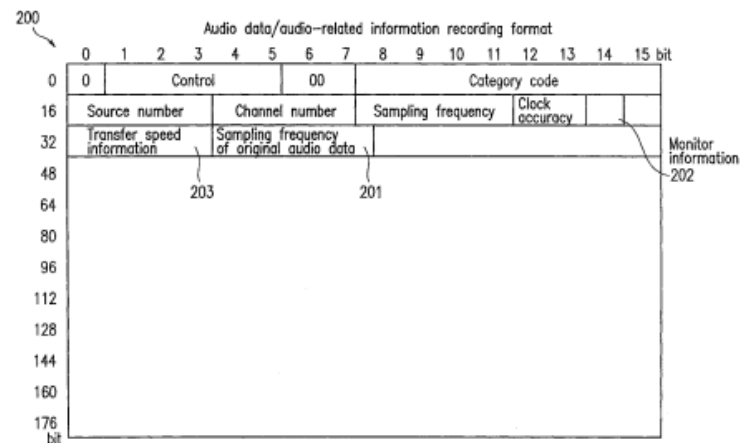 200
Audio data/audio-related information recording format
0 1 2 3 4 5 6 7 8 9 10 11 12 13 14 15 bit
0 0 Control 00 Category code
16 Source number Channel number Sampling frequency Clock accuracy
32 Transfer speed information Sampling frequency of original audio data
Monitor information
203 201 202
48
64
80
96
112
128
144
160
176
bit